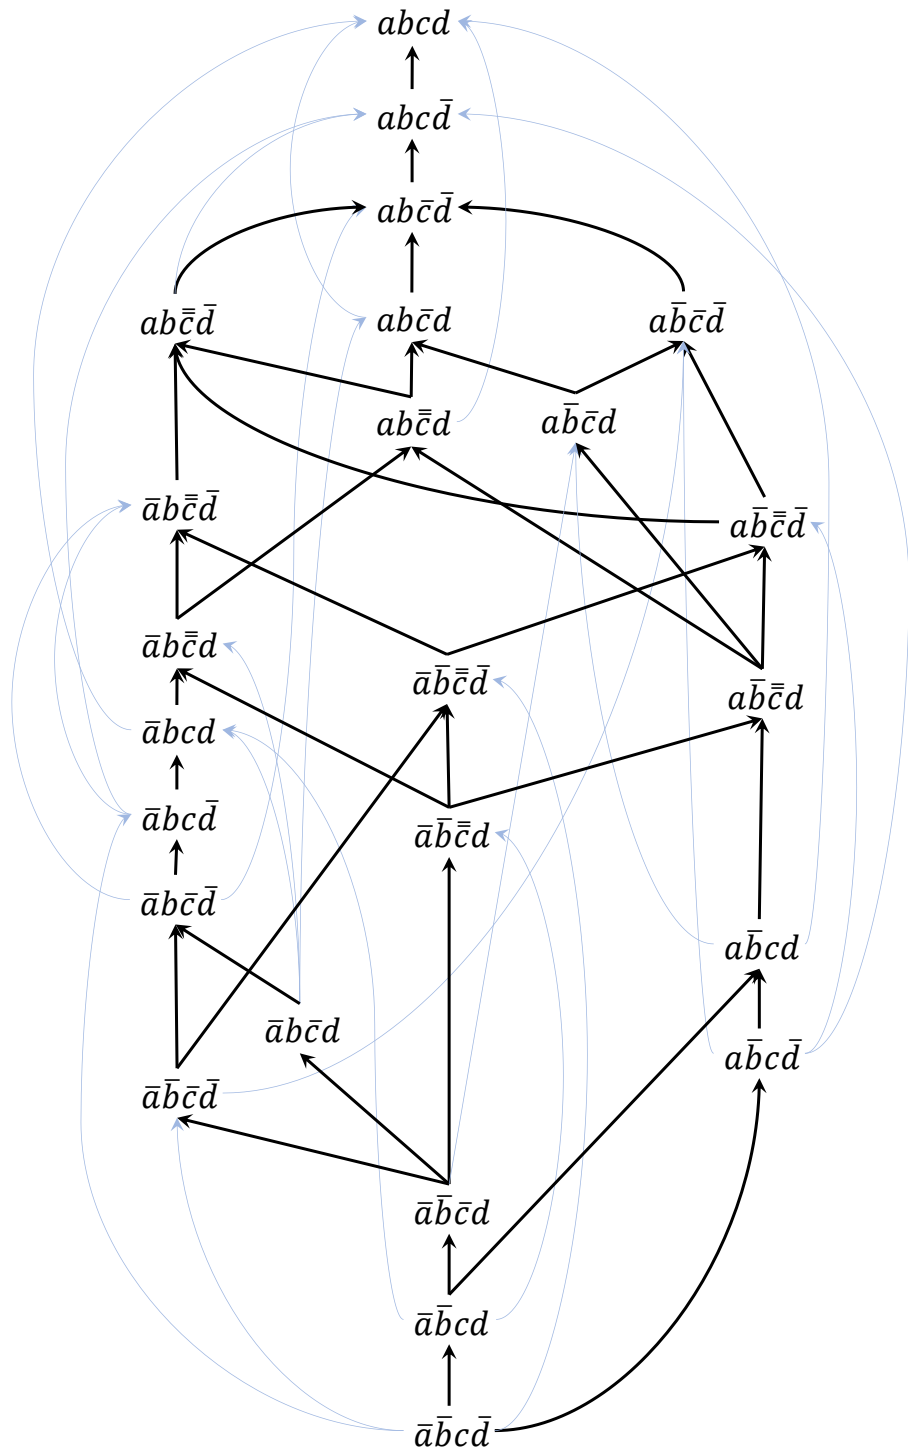 abcd
abcd̄
abc̄d̄
abc̿d̄ abc̄d ab̄c̄d̄
abc̿d ab̄c̄d
ābc̿d̄ ab̄c̿d̄
ābc̿d
āb̄c̿d̄ ab̄c̿d
ābcd
ābcd̄
āb̄c̿d
ābc̄d̄
ab̄cd
ābc̄d
ab̄cd̄
āb̄c̄d̄
āb̄c̄d
āb̄cd
āb̄cd̄